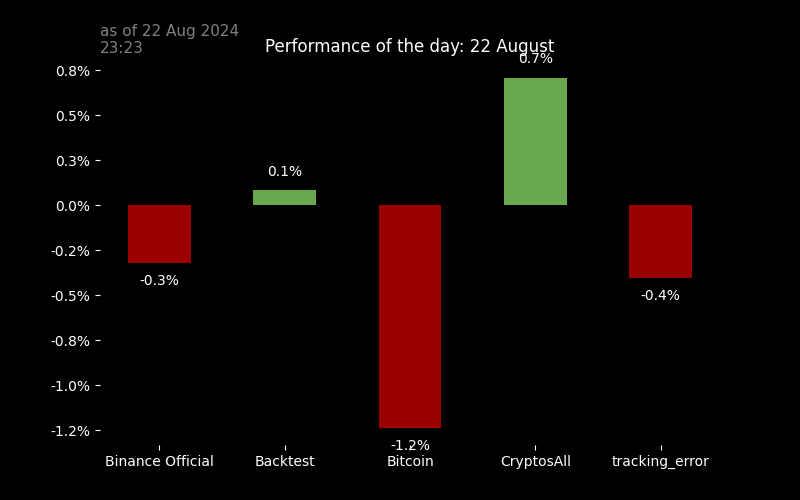 as of 22 Aug 2024
23:23
Performance of the day: 22 August
0.8%
0.5%
0.3%
0.0%
-0.2%
-0.5%
-0.8%
-1.0%
-1.2%
-0.3%
0.1%
-1.2%
0.7%
-0.4%
Binance Official
Backtest
Bitcoin
CryptosAll
tracking_error